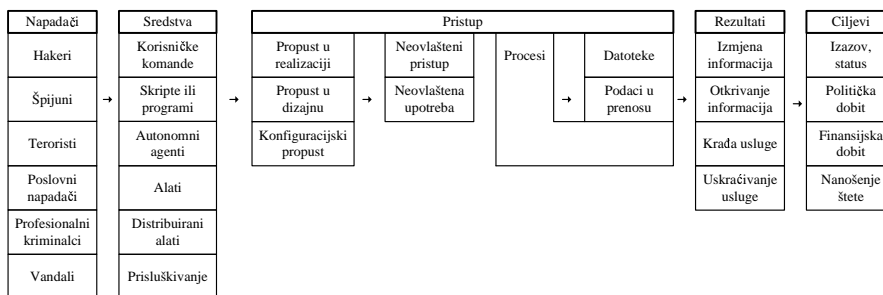 Napadači
Hakeri
Špijuni
Teroristi
Poslovni
napadači
Profesionalni
kriminalci
Vandali
Sredstva
Korisničke
komande
Skripte ili
programi
Autonomni
agenti
Alati
Distribuirani
alati
Prisluškivanje
Pristup
Propust u
realizaciji
Propust u
dizajnu
Konfiguracijski
propust
Neovlašteni
pristup
Neovlaštena
upotreba
Procesi
Datoteke
Podaci u
prenosu
Rezultati
Izmjena
informacija
Otkrivanje
informacija
Krađa usluge
Uskraćivanje
usluge
Ciljevi
Izazov,
status
Politička
dobit
Finansijska
dobit
Nanošenje
štete